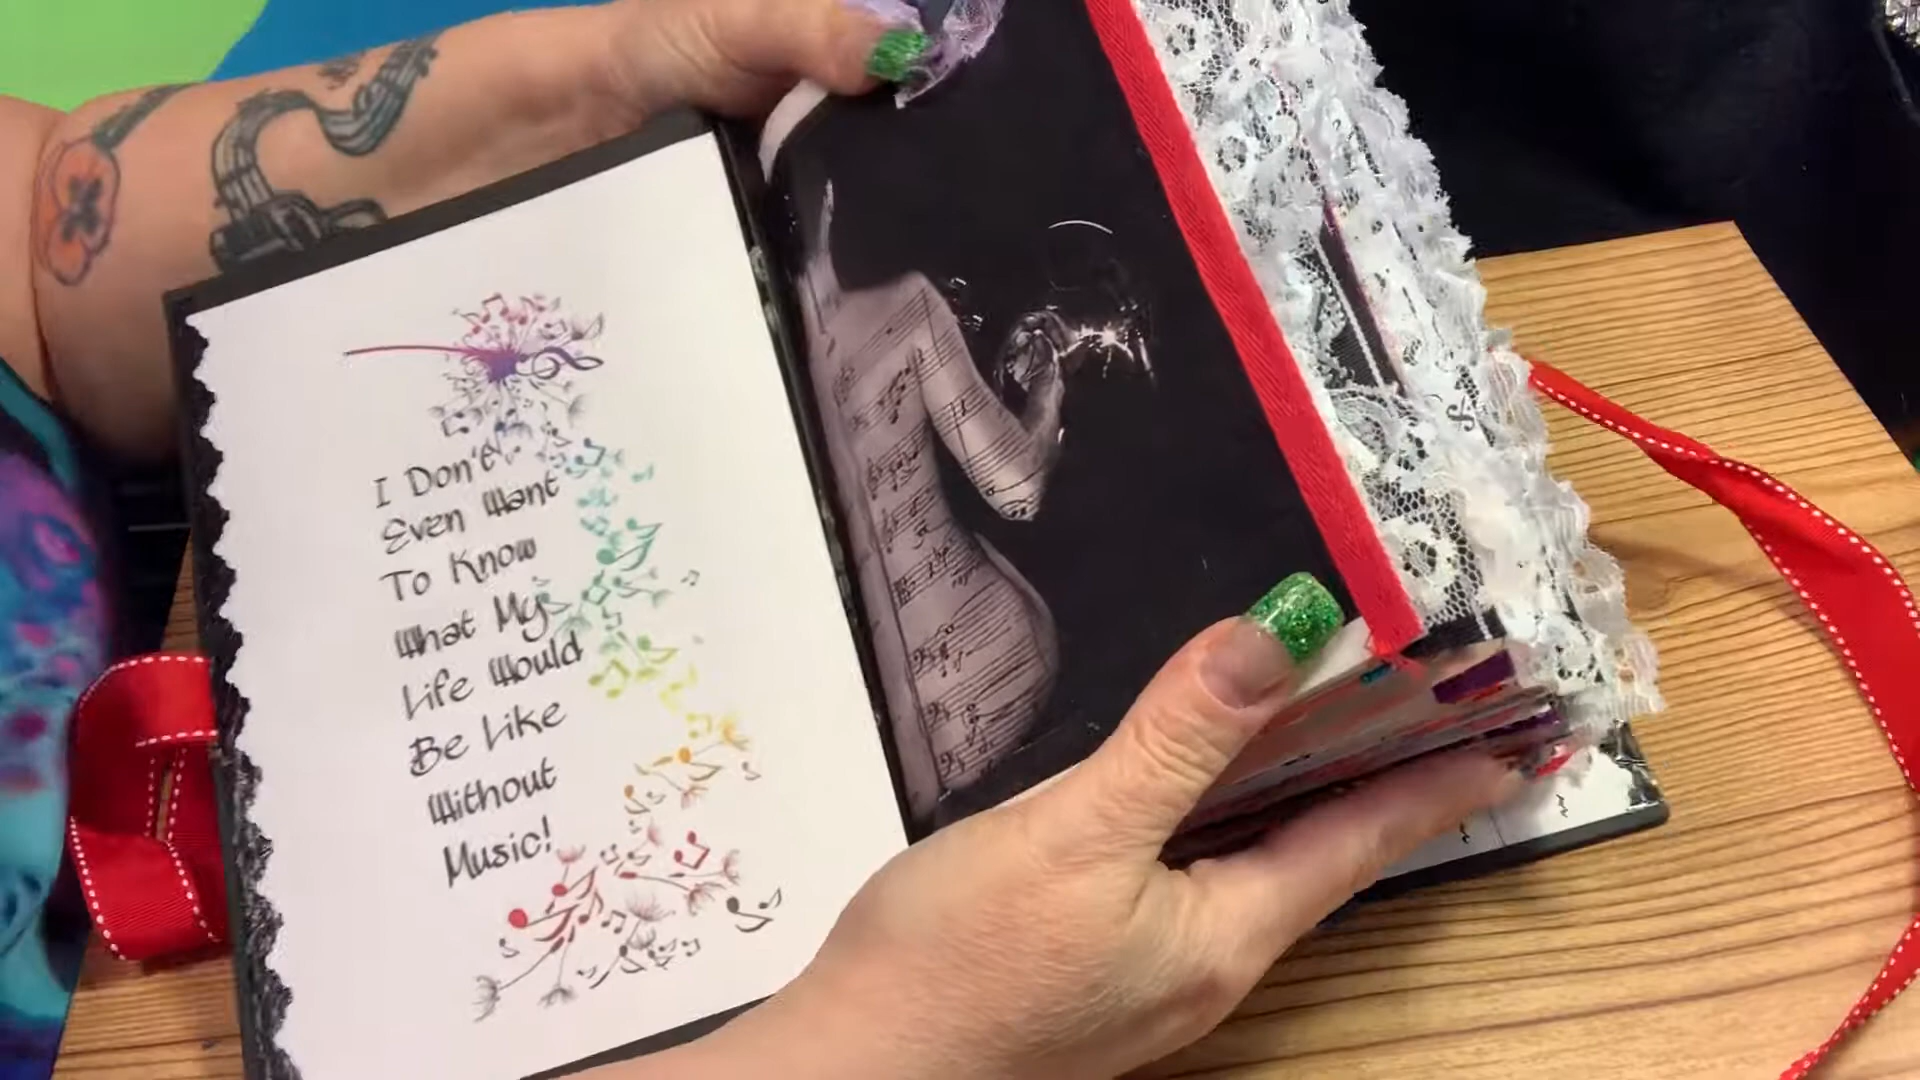 I Don't
Even Want
To Know
What My
Life Would
Be Like
Without
Music!